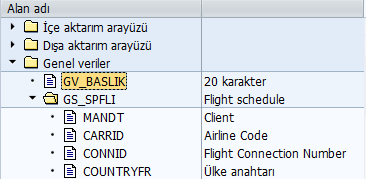 Alan adı
İçe aktarım arayüzü
Dışa aktarım arayüzü
Genel veriler
GV_BASLIK 20 karakter
GS_SPFLI Flight schedule
MANDT Client
CARRID Airline Code
CONNID Flight Connection Number
COUNTRYFR Ülke anahtarı